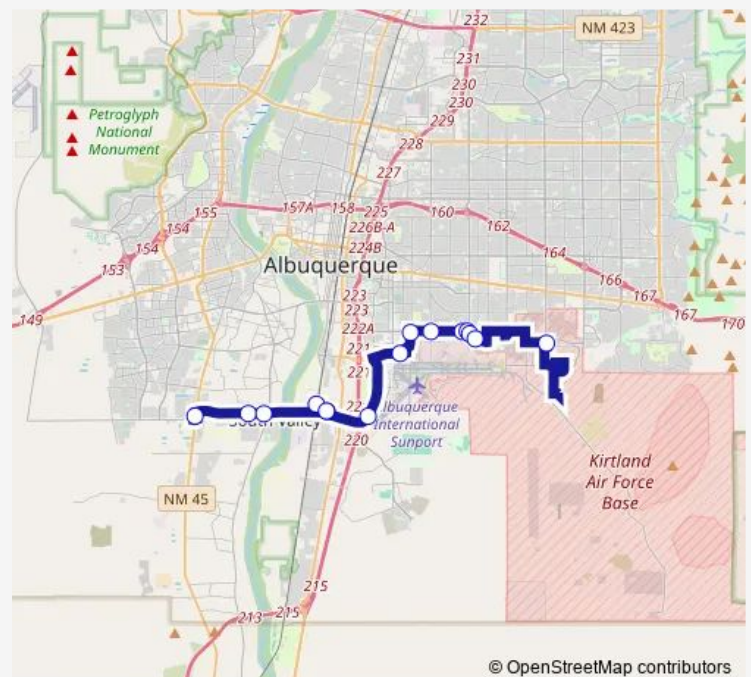 232
NM 423
231
230
230
229
228
227
Petroglyph
National
Monument
155
157A
158
225
160
162
154
154
153
226B-A
224B
164
166
167
167
170
149
Albuquerque
223
223
222A
221
221
22
Albuquerque
International
Sunport
South Valley
220
NM 45
Kirtland
Air Force
Base
215
215
213
© OpenStreetMap contributors